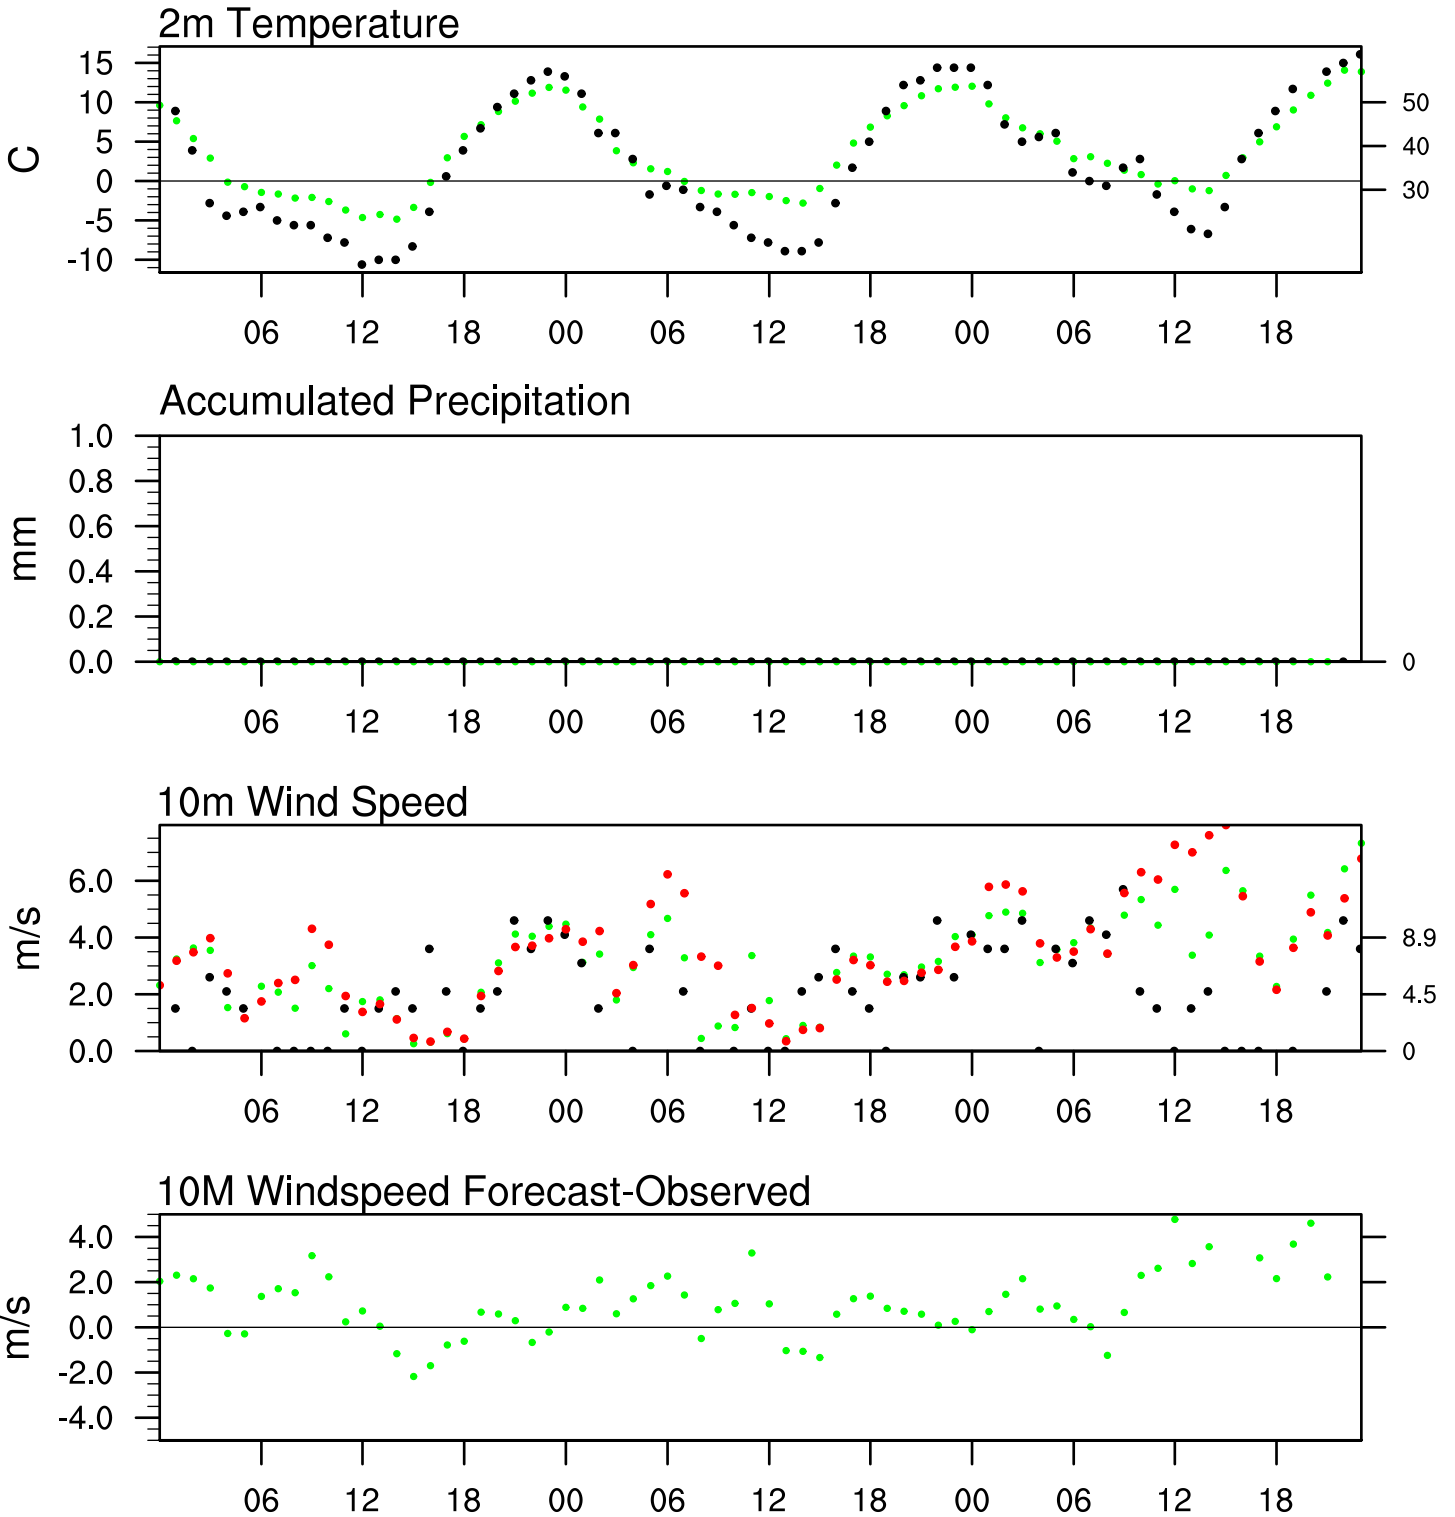 2m Temperature
15
10
5
0
-5
-10
C
50
40
30
06 12 18 00 06 12 18 00 06 12 18
Accumulated Precipitation
1.0
0.8
0.6
0.4
0.2
0.0
mm
0
06 12 18 00 06 12 18 00 06 12 18
10m Wind Speed
6.0
4.0
2.0
0.0
m/s
8.9
4.5
0
06 12 18 00 06 12 18 00 06 12 18
10M Windspeed Forecast-Observed
4.0
2.0
0.0
-2.0
-4.0
m/s
06 12 18 00 06 12 18 00 06 12 18